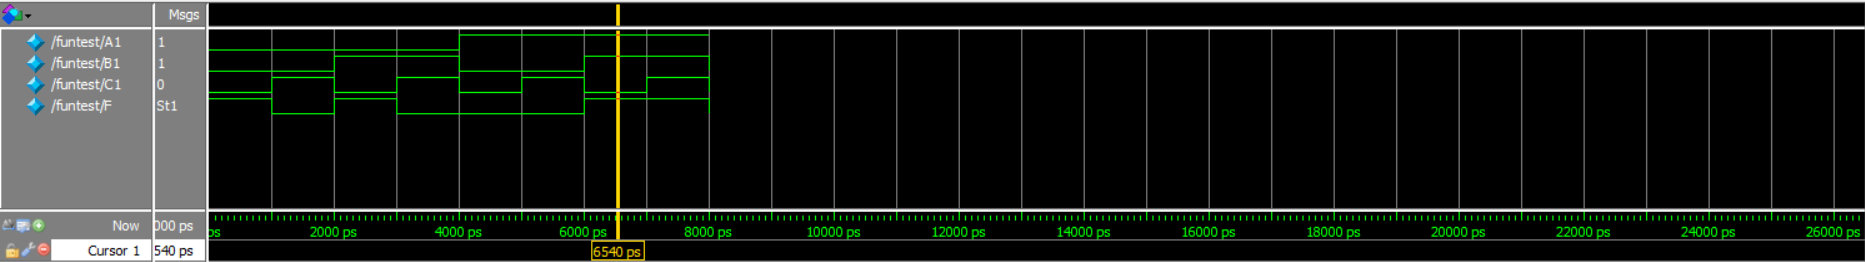 Msgs
/funtest/A1 1
/funtest/B1 1
/funtest/C1 0
/funtest/F St1
Now 000 ps ps 2000 ps 4000 ps 6000 ps 8000 ps 10000 ps 12000 ps 14000 ps 16000 ps 18000 ps 20000 ps 22000 ps 24000 ps 26000 ps
Cursor 1 540 ps 6540 ps